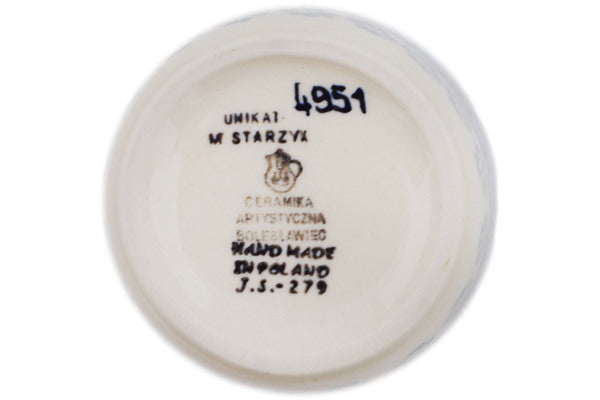 4951
UNIKAT
M STARZYK
CERAMIKA
ARTYSTYCZNA
BOLESŁAWIEC
HAND MADE
IN POLAND
J.S.-279